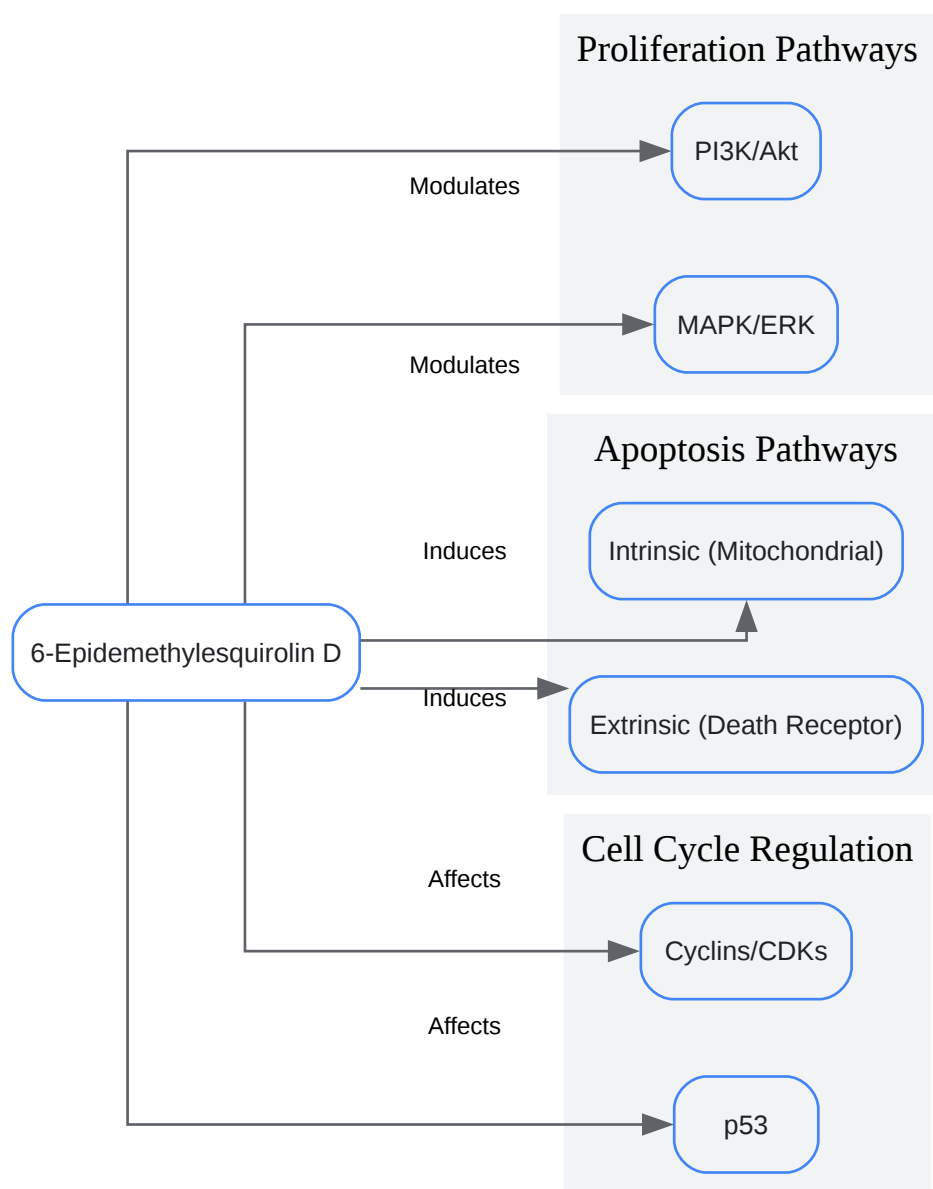 Proliferation Pathways
PI3K/Akt
Modulates
MAPK/ERK
Modulates
Apoptosis Pathways
Induces
Intrinsic (Mitochondrial)
6-Epidemethylesquirolin D
Induces
Extrinsic (Death Receptor)
Cell Cycle Regulation
Affects
Cyclins/CDKs
Affects
p53